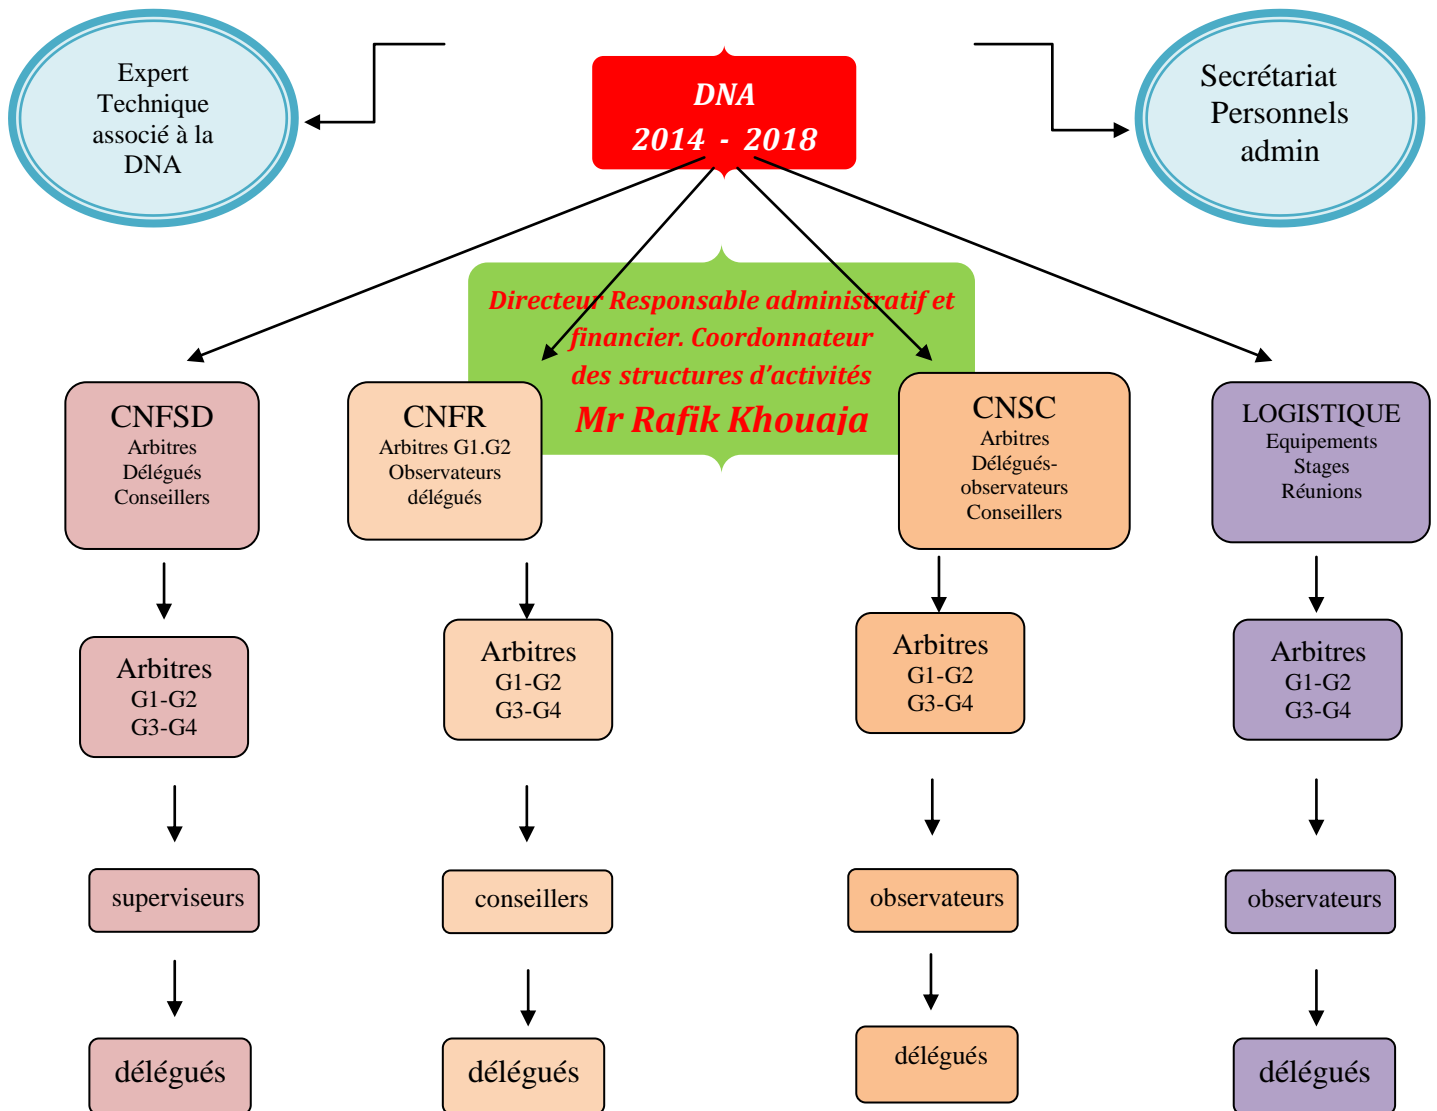 Expert
Technique
associé à la
DNA
DNA
2014 - 2018
Secrétariat
Personnels
admin
Directeur Responsable administratif et
financier. Coordonnateur
des structures d’activités
Mr Rafik Khouaja
CNFSD
Arbitres
Délégués
Conseillers
CNFR
Arbitres G1.G2
Observateurs
délégués
CNSC
Arbitres
Délégués-
observateurs
Conseillers
LOGISTIQUE
Equipements
Stages
Réunions
Arbitres
G1-G2
G3-G4
Arbitres
G1-G2
G3-G4
Arbitres
G1-G2
G3-G4
Arbitres
G1-G2
G3-G4
superviseurs
conseillers
observateurs
observateurs
délégués
délégués
délégués
délégués